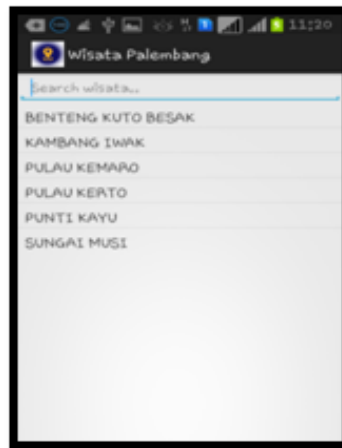 11:20
Wisata Palembang
Search wisata..
BENTENG KUTO BESAK
KAMBANG IWAK
PULAU KEMARO
PULAU KERTO
PUNTI KAYU
SUNGAI MUSI